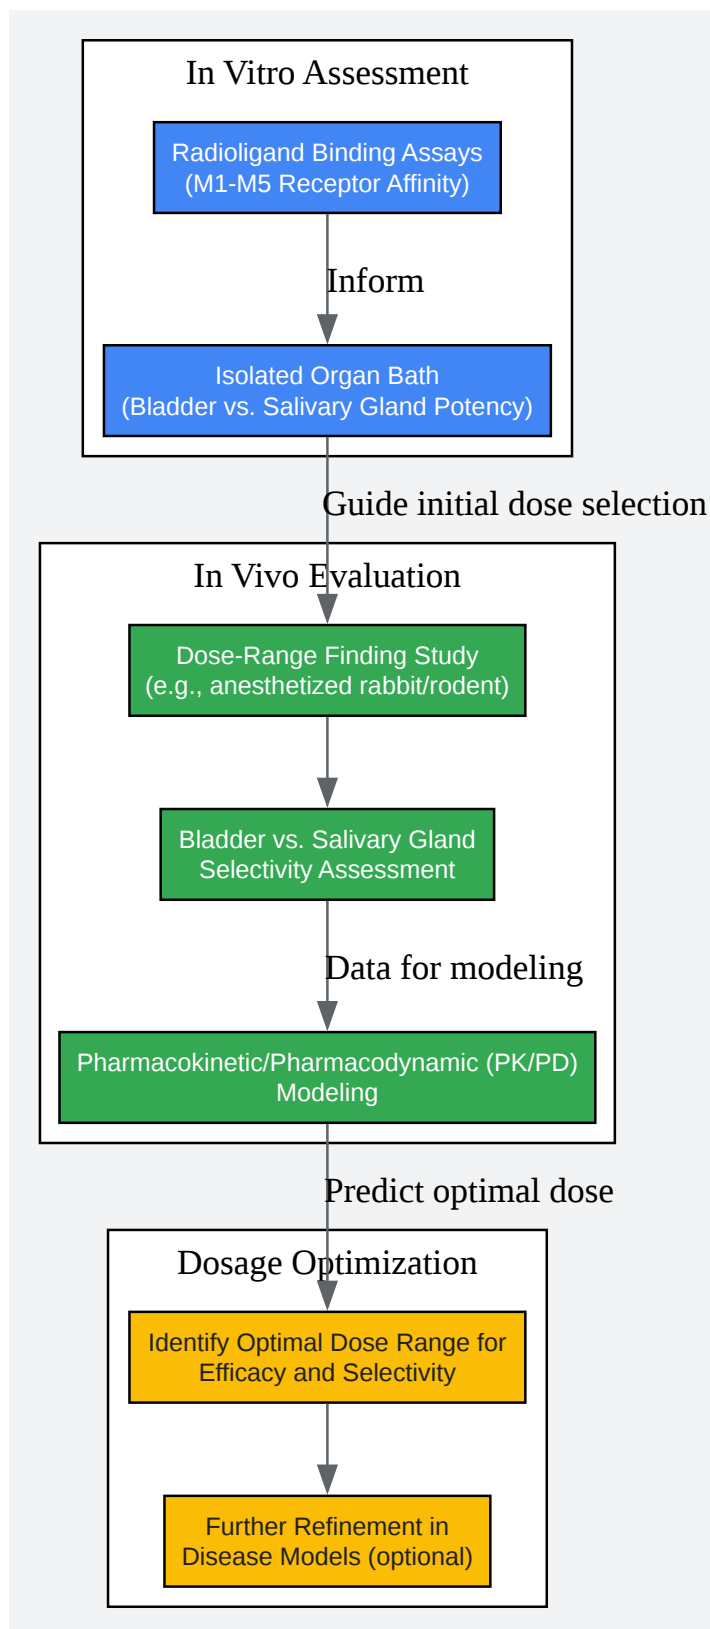 In Vitro Assessment
Radioligand Binding Assays
(M1-M5 Receptor Affinity)
Inform
Isolated Organ Bath
(Bladder vs. Salivary Gland Potency)
Guide initial dose selection
In Vivo Evaluation
Dose-Range Finding Study
(e.g., anesthetized rabbit/rodent)
Bladder vs. Salivary Gland
Selectivity Assessment
Data for modeling
Pharmacokinetic/Pharmacodynamic (PK/PD)
Modeling
Predict optimal dose
Dosage Optimization
Identify Optimal Dose Range for
Efficacy and Selectivity
Further Refinement in
Disease Models (optional)